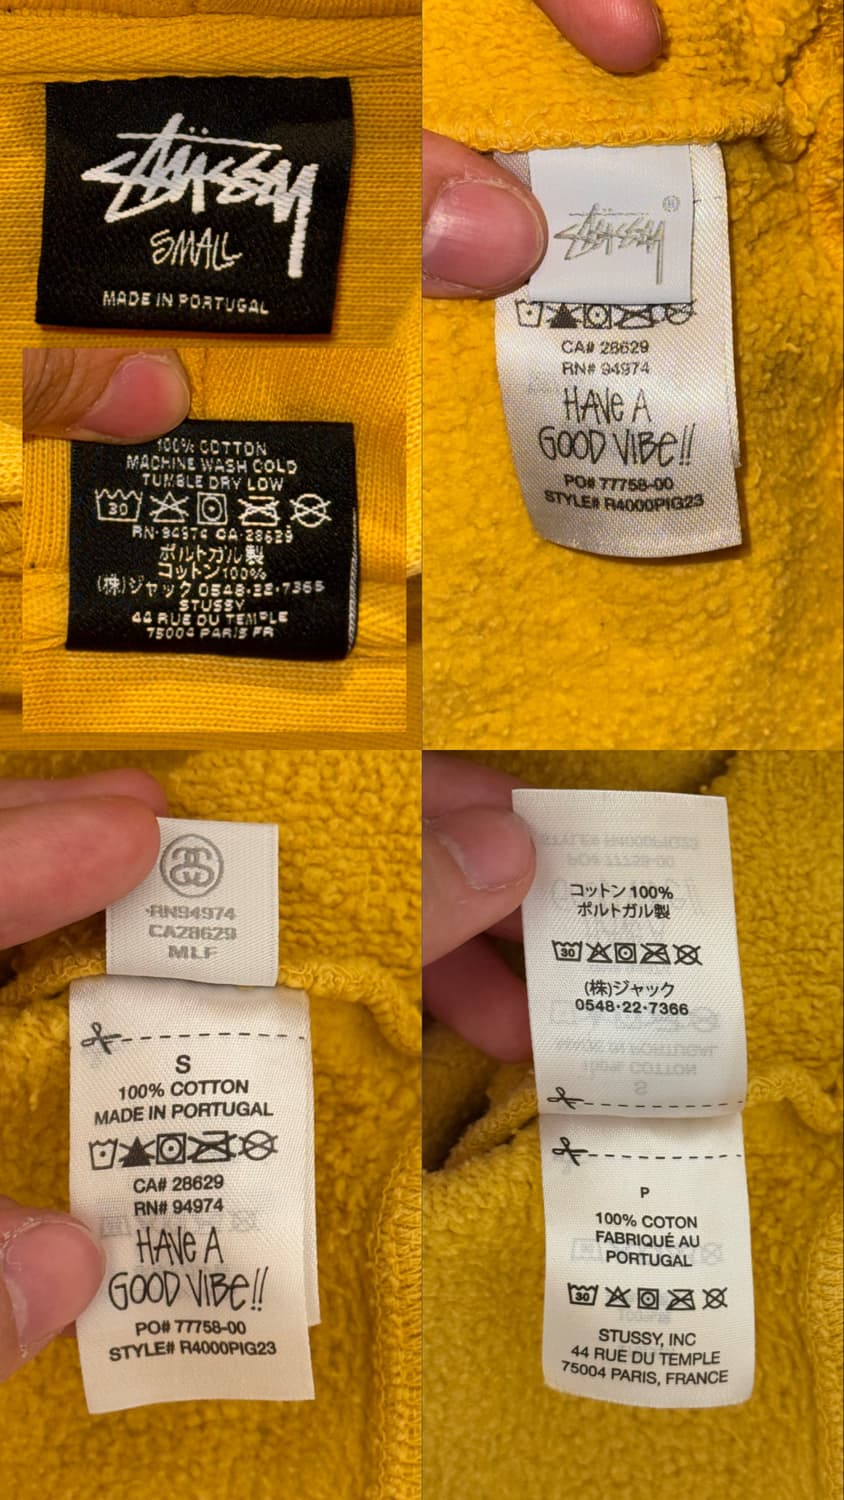 STÜSSY
SMALL
MADE IN PORTUGAL
100% COTTON
MACHINE WASH COLD
TUMBLE DRY LOW
30
RN·94974 CA·28629
ポルトガル製
コットン100%
(株)ジャック 0548·22·7366
STUSSY
44 RUE DU TEMPLE
75004 PARIS FR
STÜSSY ®
CA# 28629
RN# 94974
HAVE A
GOOD VIBE!!
PO# 77758-00
STYLE# R4000PIG23
·RN94974
CA28629
MLF
S
100% COTTON
MADE IN PORTUGAL
CA# 28629
RN# 94974
HAVE A
GOOD VIBE!!
PO# 77758-00
STYLE# R4000PIG23
コットン 100%
ポルトガル製
30
(株)ジャック
0548·22·7366
P
100% COTON
FABRIQUÉ AU
PORTUGAL
30
STUSSY, INC
44 RUE DU TEMPLE
75004 PARIS, FRANCE